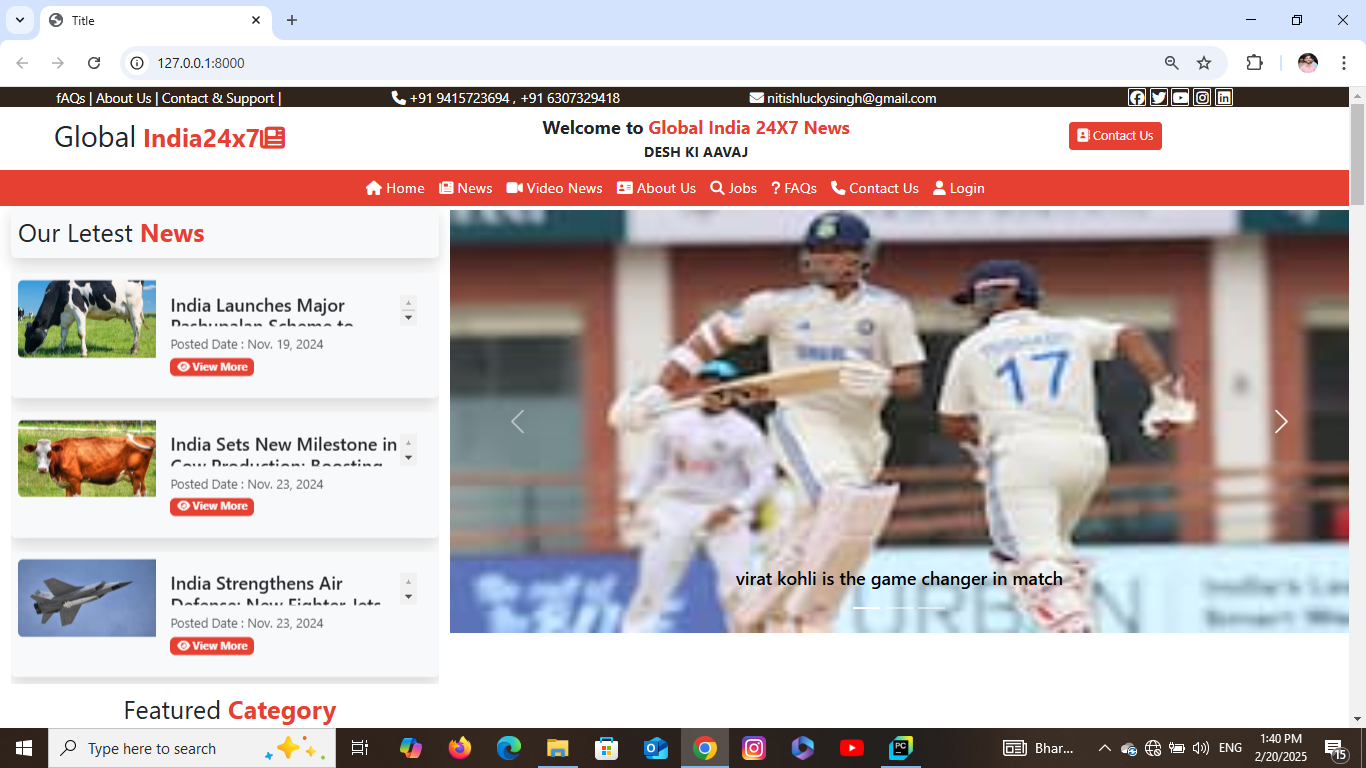 Title
127.0.0.1:8000
fAQs | About Us | Contact & Support |
+91 9415723694 , +91 6307329418
nitishluckysingh@gmail.com
Global India24x7
Welcome to Global India 24X7 News
DESH KI AAVAJ
Contact Us
Home News Video News About Us Jobs FAQs Contact Us Login
Our Letest News
India Launches Major
Pashupalan Scheme to
Posted Date : Nov. 19, 2024
View More
India Sets New Milestone in
Cow Production: Boosting
Posted Date : Nov. 23, 2024
View More
India Strengthens Air
Defense: New Fighter Jets
Posted Date : Nov. 23, 2024
View More
17
virat kohli is the game changer in match
Featured Category
Type here to search
PC
Bhar...
ENG
1:40 PM
2/20/2025
15